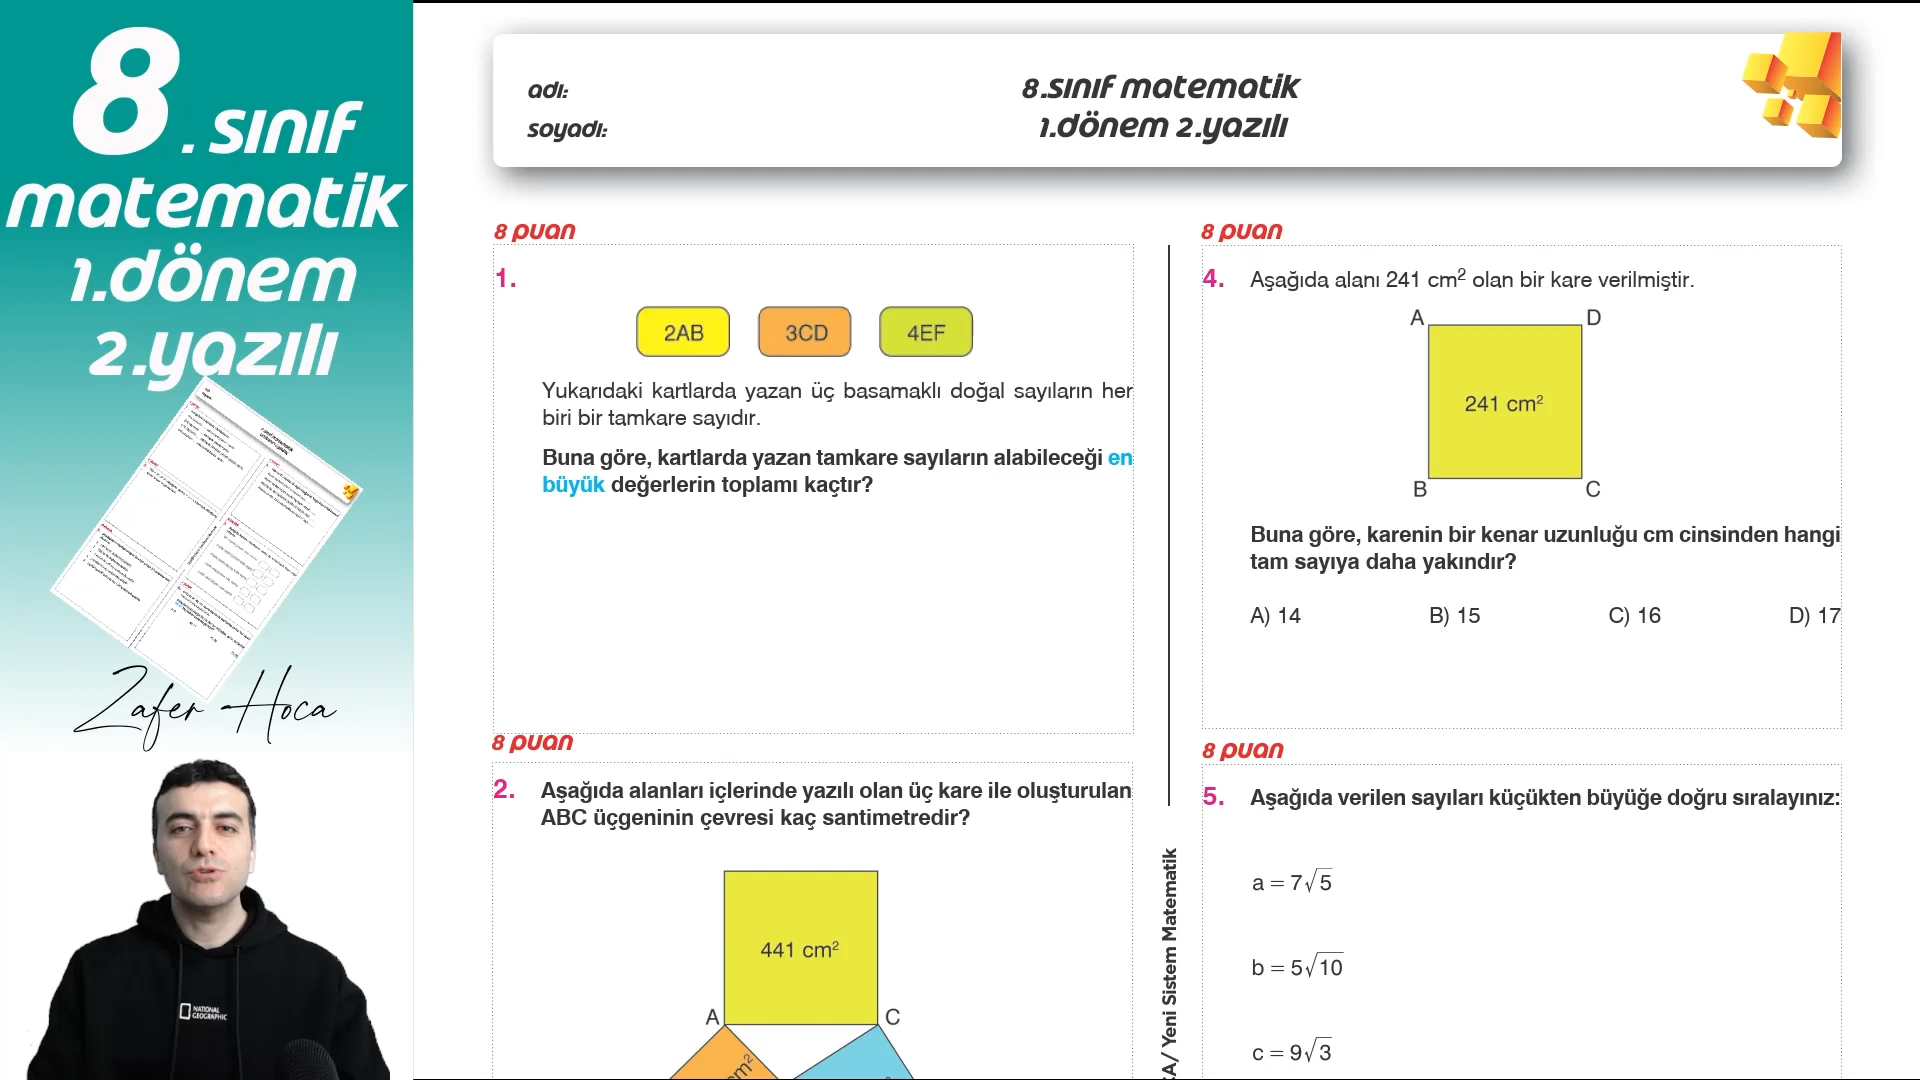 8. sınıf
matematik
1.dönem
2.yazılı
Zafer Hoca
NATIONAL
GEOGRAPHIC
adı:
soyadı:
8.sınıf matematik
1.dönem 2.yazılı
8 puan
1.
2AB 3CD 4EF
Yukarıdaki kartlarda yazan üç basamaklı doğal sayıların her
biri bir tamkare sayıdır.
Buna göre, kartlarda yazan tamkare sayıların alabileceği en
büyük değerlerin toplamı kaçtır?
8 puan
2. Aşağıda alanları içlerinde yazılı olan üç kare ile oluşturulan
ABC üçgeninin çevresi kaç santimetredir?
441 cm²
A C
cm²
A/ Yeni Sistem Matematik
8 puan
4. Aşağıda alanı 241 cm² olan bir kare verilmiştir.
A D
241 cm²
B C
Buna göre, karenin bir kenar uzunluğu cm cinsinden hangi
tam sayıya daha yakındır?
A) 14 B) 15 C) 16 D) 17
8 puan
5. Aşağıda verilen sayıları küçükten büyüğe doğru sıralayınız:
a = 7√5
b = 5√10
c = 9√3